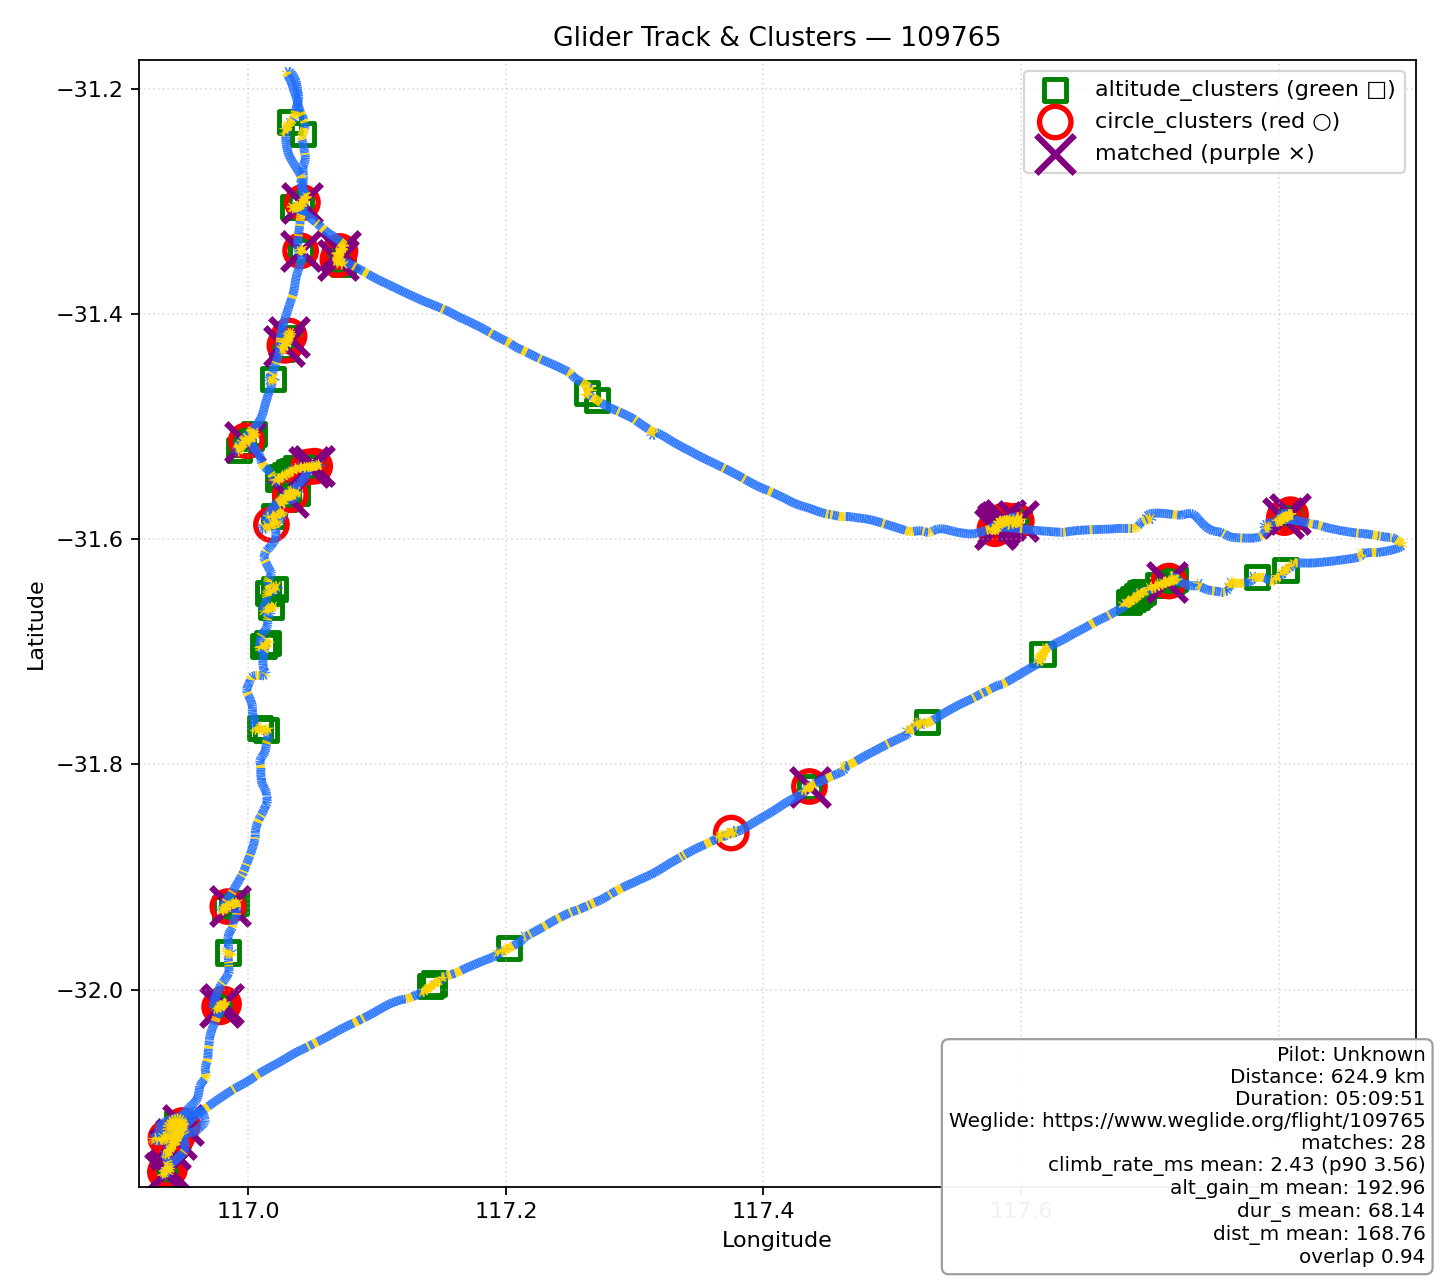 Glider Track & Clusters — 109765
altitude_clusters (green □)
circle_clusters (red ○)
matched (purple ×)
−31.2
−31.4
−31.6
−31.8
−32.0
Latitude
117.0
117.2
117.4
117.6
Longitude
Pilot: Unknown
Distance: 624.9 km
Duration: 05:09:51
Weglide: https://www.weglide.org/flight/109765
matches: 28
climb_rate_ms mean: 2.43 (p90 3.56)
alt_gain_m mean: 192.96
dur_s mean: 68.14
dist_m mean: 168.76
overlap 0.94